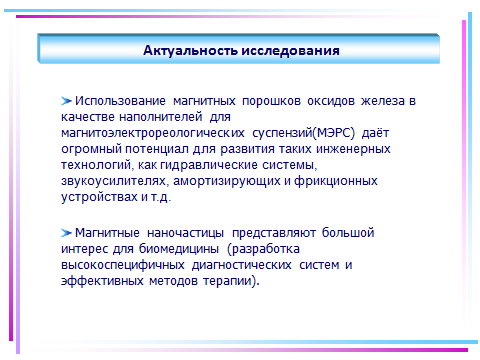 Актуальность исследования
Использование магнитных порошков оксидов железа в
качестве наполнителей для
магнитоэлектрореологических суспензий(МЭРС) даёт
огромный потенциал для развития таких инженерных
технологий, как гидравлические системы,
звукоусилителях, амортизирующих и фрикционных
устройствах и т.д.
Магнитные наночастицы представляют большой
интерес для биомедицины (разработка
высокоспецифичных диагностических систем и
эффективных методов терапии).